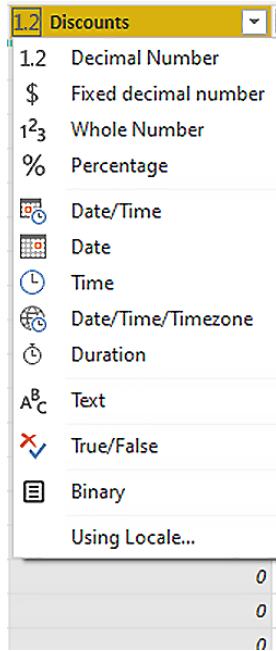 1.2 Discounts
1.2 Decimal Number
$ Fixed decimal number
1²₃ Whole Number
% Percentage
Date/Time
Date
Time
Date/Time/Timezone
Duration
AᴮC Text
True/False
Binary
Using Locale...
0
0
0